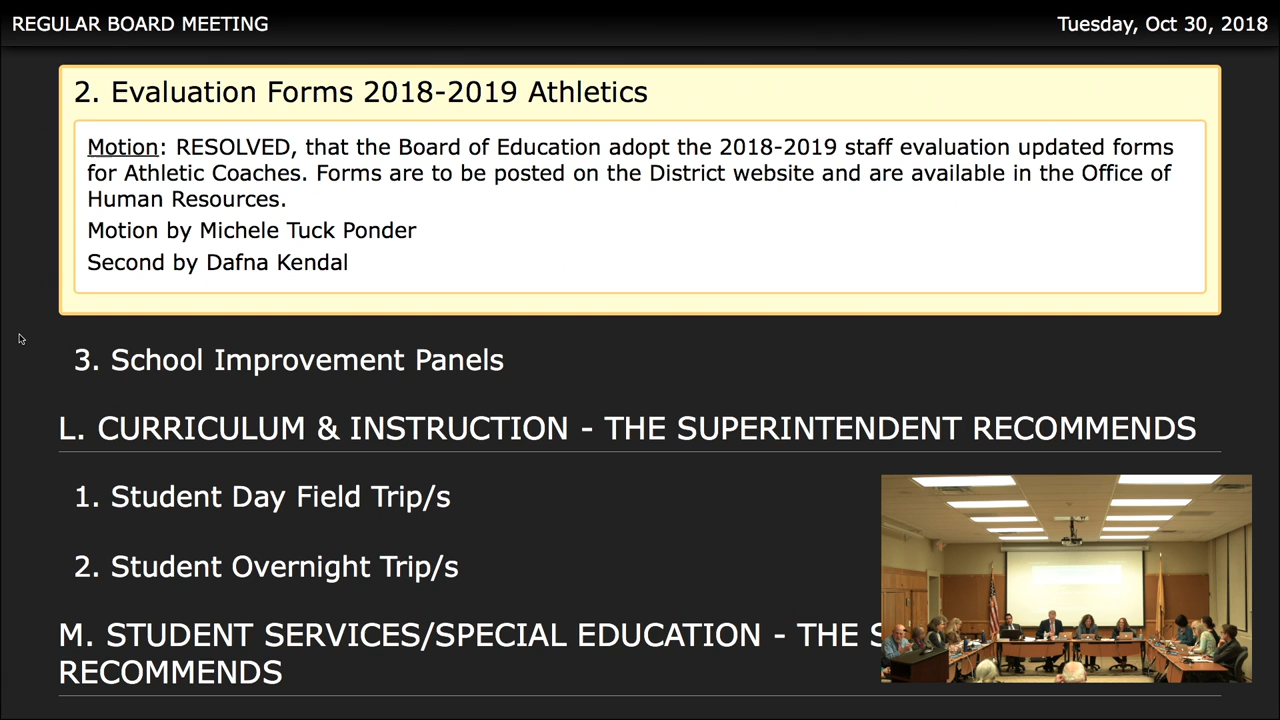 REGULAR BOARD MEETING
Tuesday, Oct 30, 2018
2. Evaluation Forms 2018-2019 Athletics
Motion: RESOLVED, that the Board of Education adopt the 2018-2019 staff evaluation updated forms
for Athletic Coaches. Forms are to be posted on the District website and are available in the Office of
Human Resources.
Motion by Michele Tuck Ponder
Second by Dafna Kendal
3. School Improvement Panels
L. CURRICULUM & INSTRUCTION - THE SUPERINTENDENT RECOMMENDS
1. Student Day Field Trip/s
2. Student Overnight Trip/s
M. STUDENT SERVICES/SPECIAL EDUCATION - THE S
RECOMMENDS